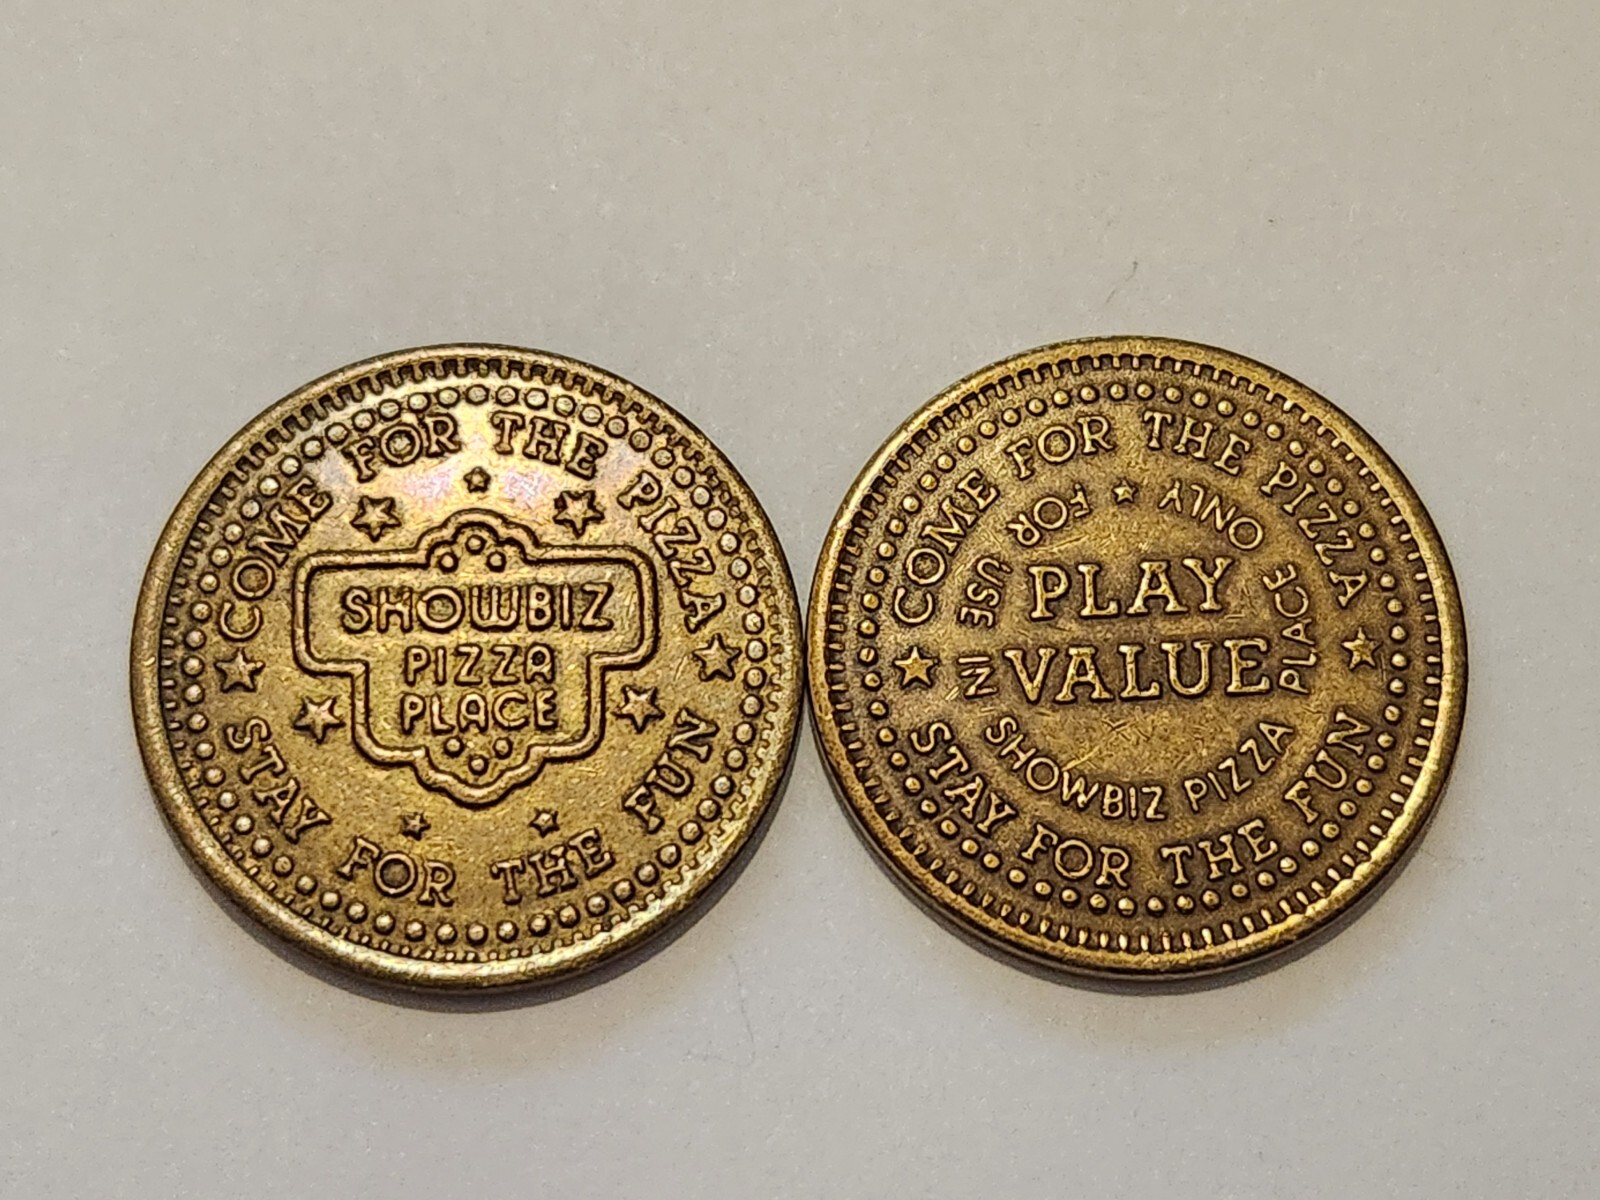 COME FOR THE PIZZA
SHOWBIZ
PIZZA
PLACE
STAY FOR THE FUN
COME FOR THE PIZZA
PLAY
VALUE
ONLY FOR USE IN SHOWBIZ PIZZA PLACE
STAY FOR THE FUN